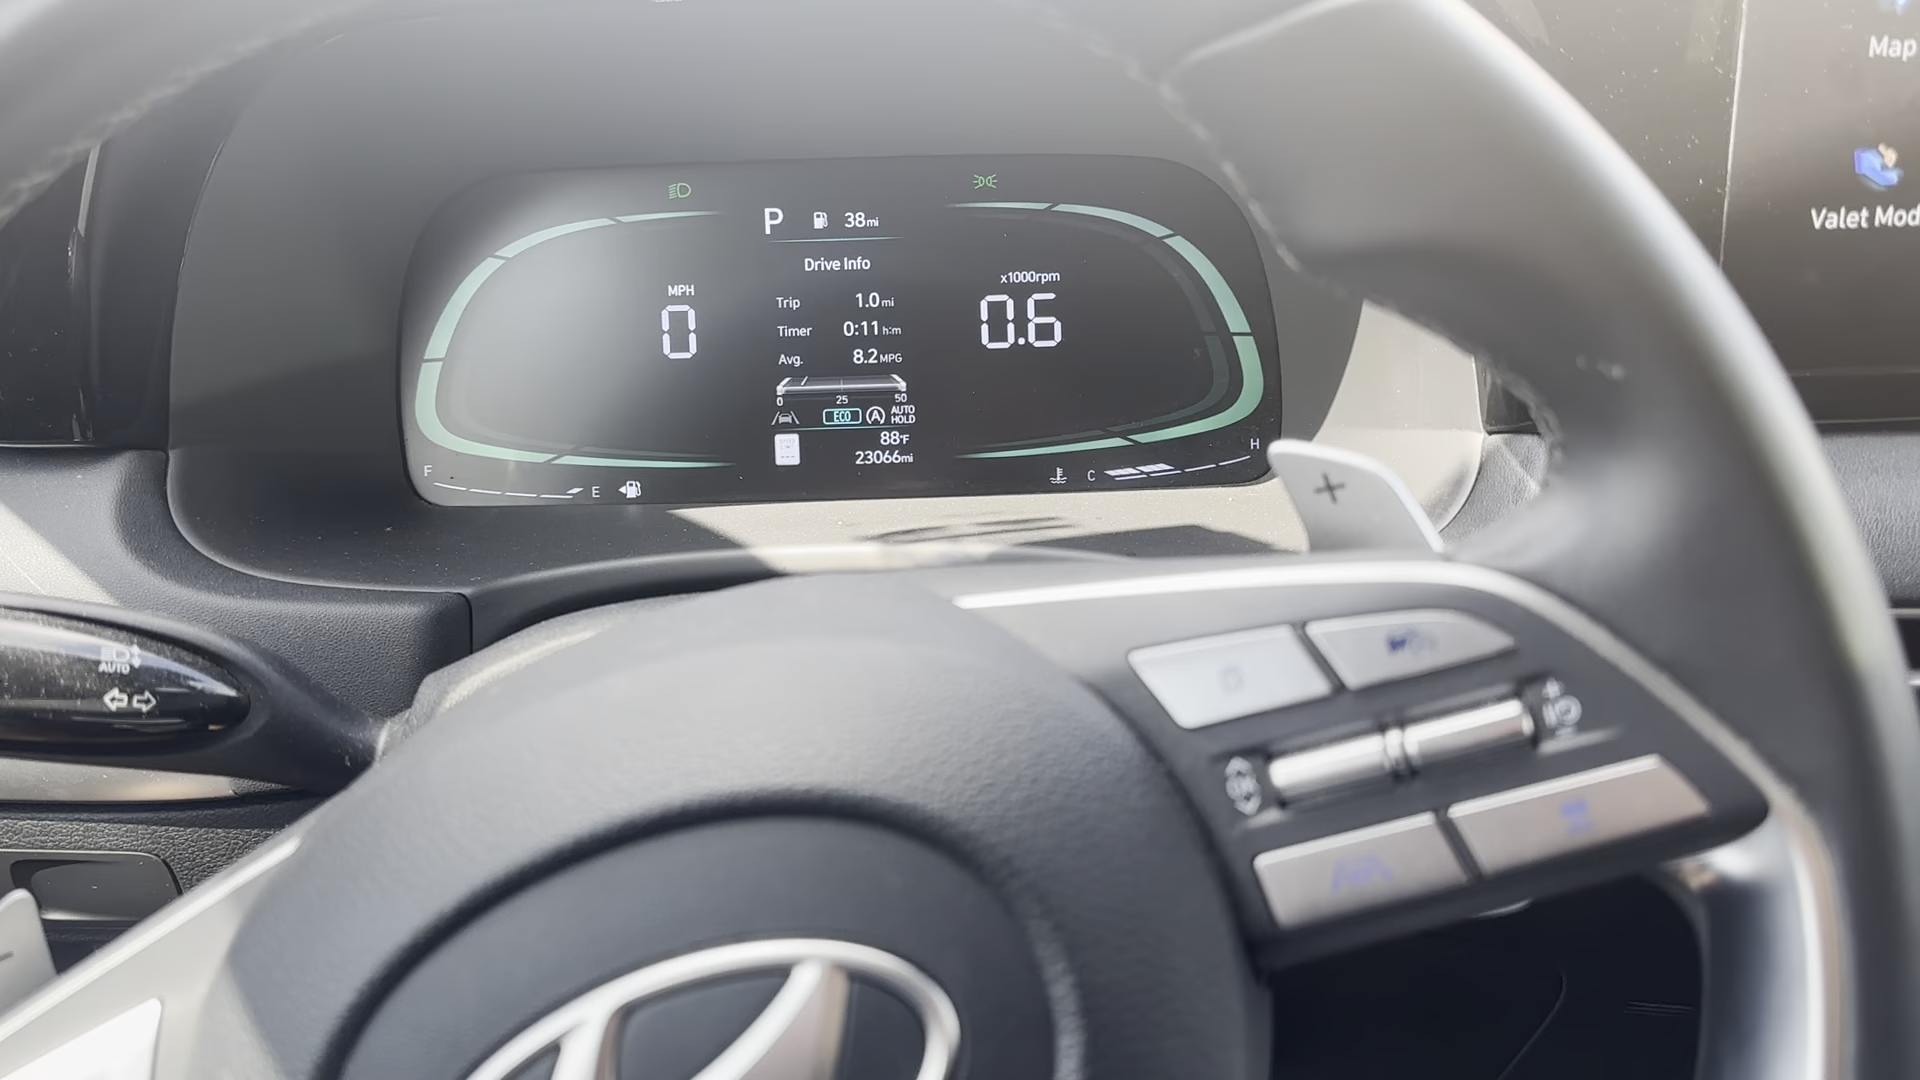 Map
Valet Mod
P 38mi
Drive Info
MPH
0
x1000rpm
0.6
Trip 1.0mi
Timer 0:11h:m
Avg. 8.2MPG
0 25 50
ECO A AUTO HOLD
88°F
23066mi
F E
C H
+
AUTO